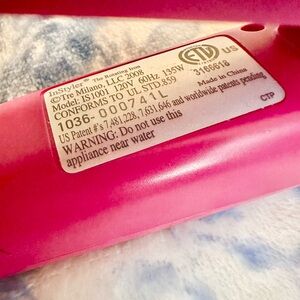 InStyler® The Rotating Iron
©Tre Milano, LLC 2008
Model: IS1001 120V 60Hz 135W
CONFORMS TO UL STD.859
1036-000741L
ETL US
3166618
Made in China
US Patent #'s 7,481,228, 7,631,646 and worldwide patents pending
WARNING: Do not use this
appliance near water
CTP